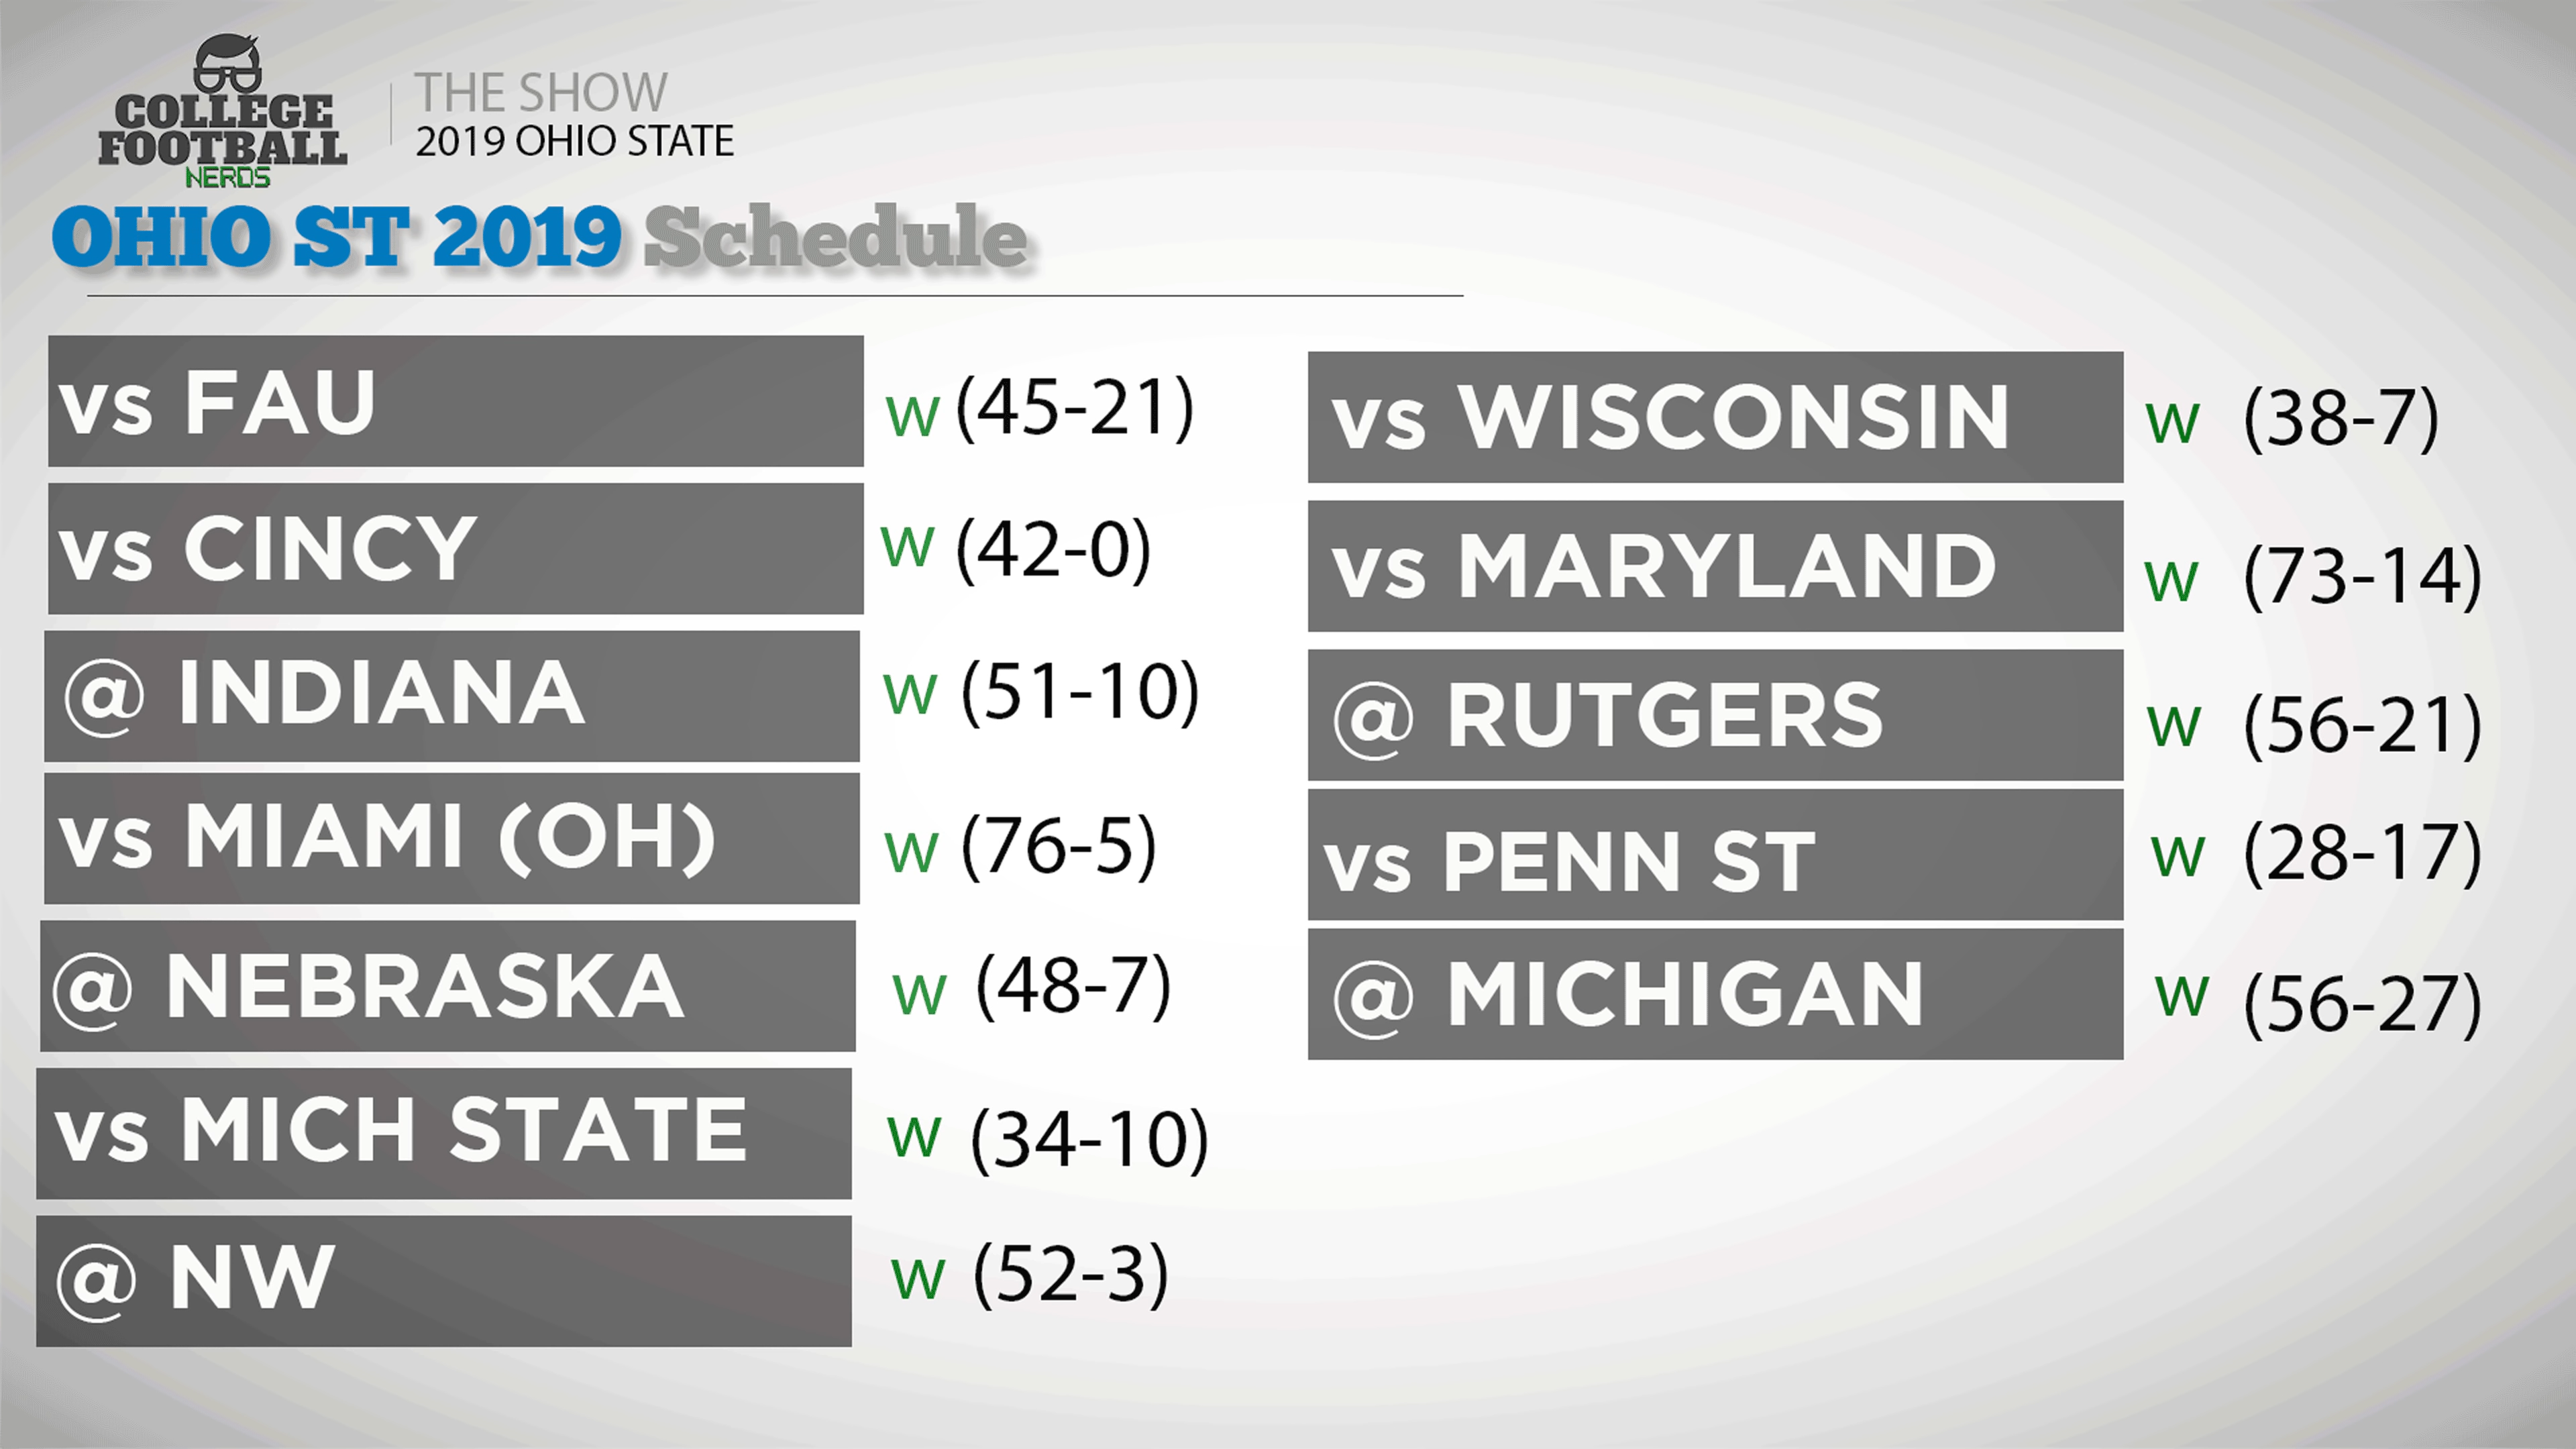 COLLEGE
FOOTBALL
NERDS
THE SHOW
2019 OHIO STATE
OHIO ST 2019 Schedule
vs FAU W (45-21)
vs CINCY W (42-0)
@ INDIANA W (51-10)
vs MIAMI (OH) W (76-5)
@ NEBRASKA W (48-7)
vs MICH STATE W (34-10)
@ NW W (52-3)
vs WISCONSIN W (38-7)
vs MARYLAND W (73-14)
@ RUTGERS W (56-21)
vs PENN ST W (28-17)
@ MICHIGAN W (56-27)